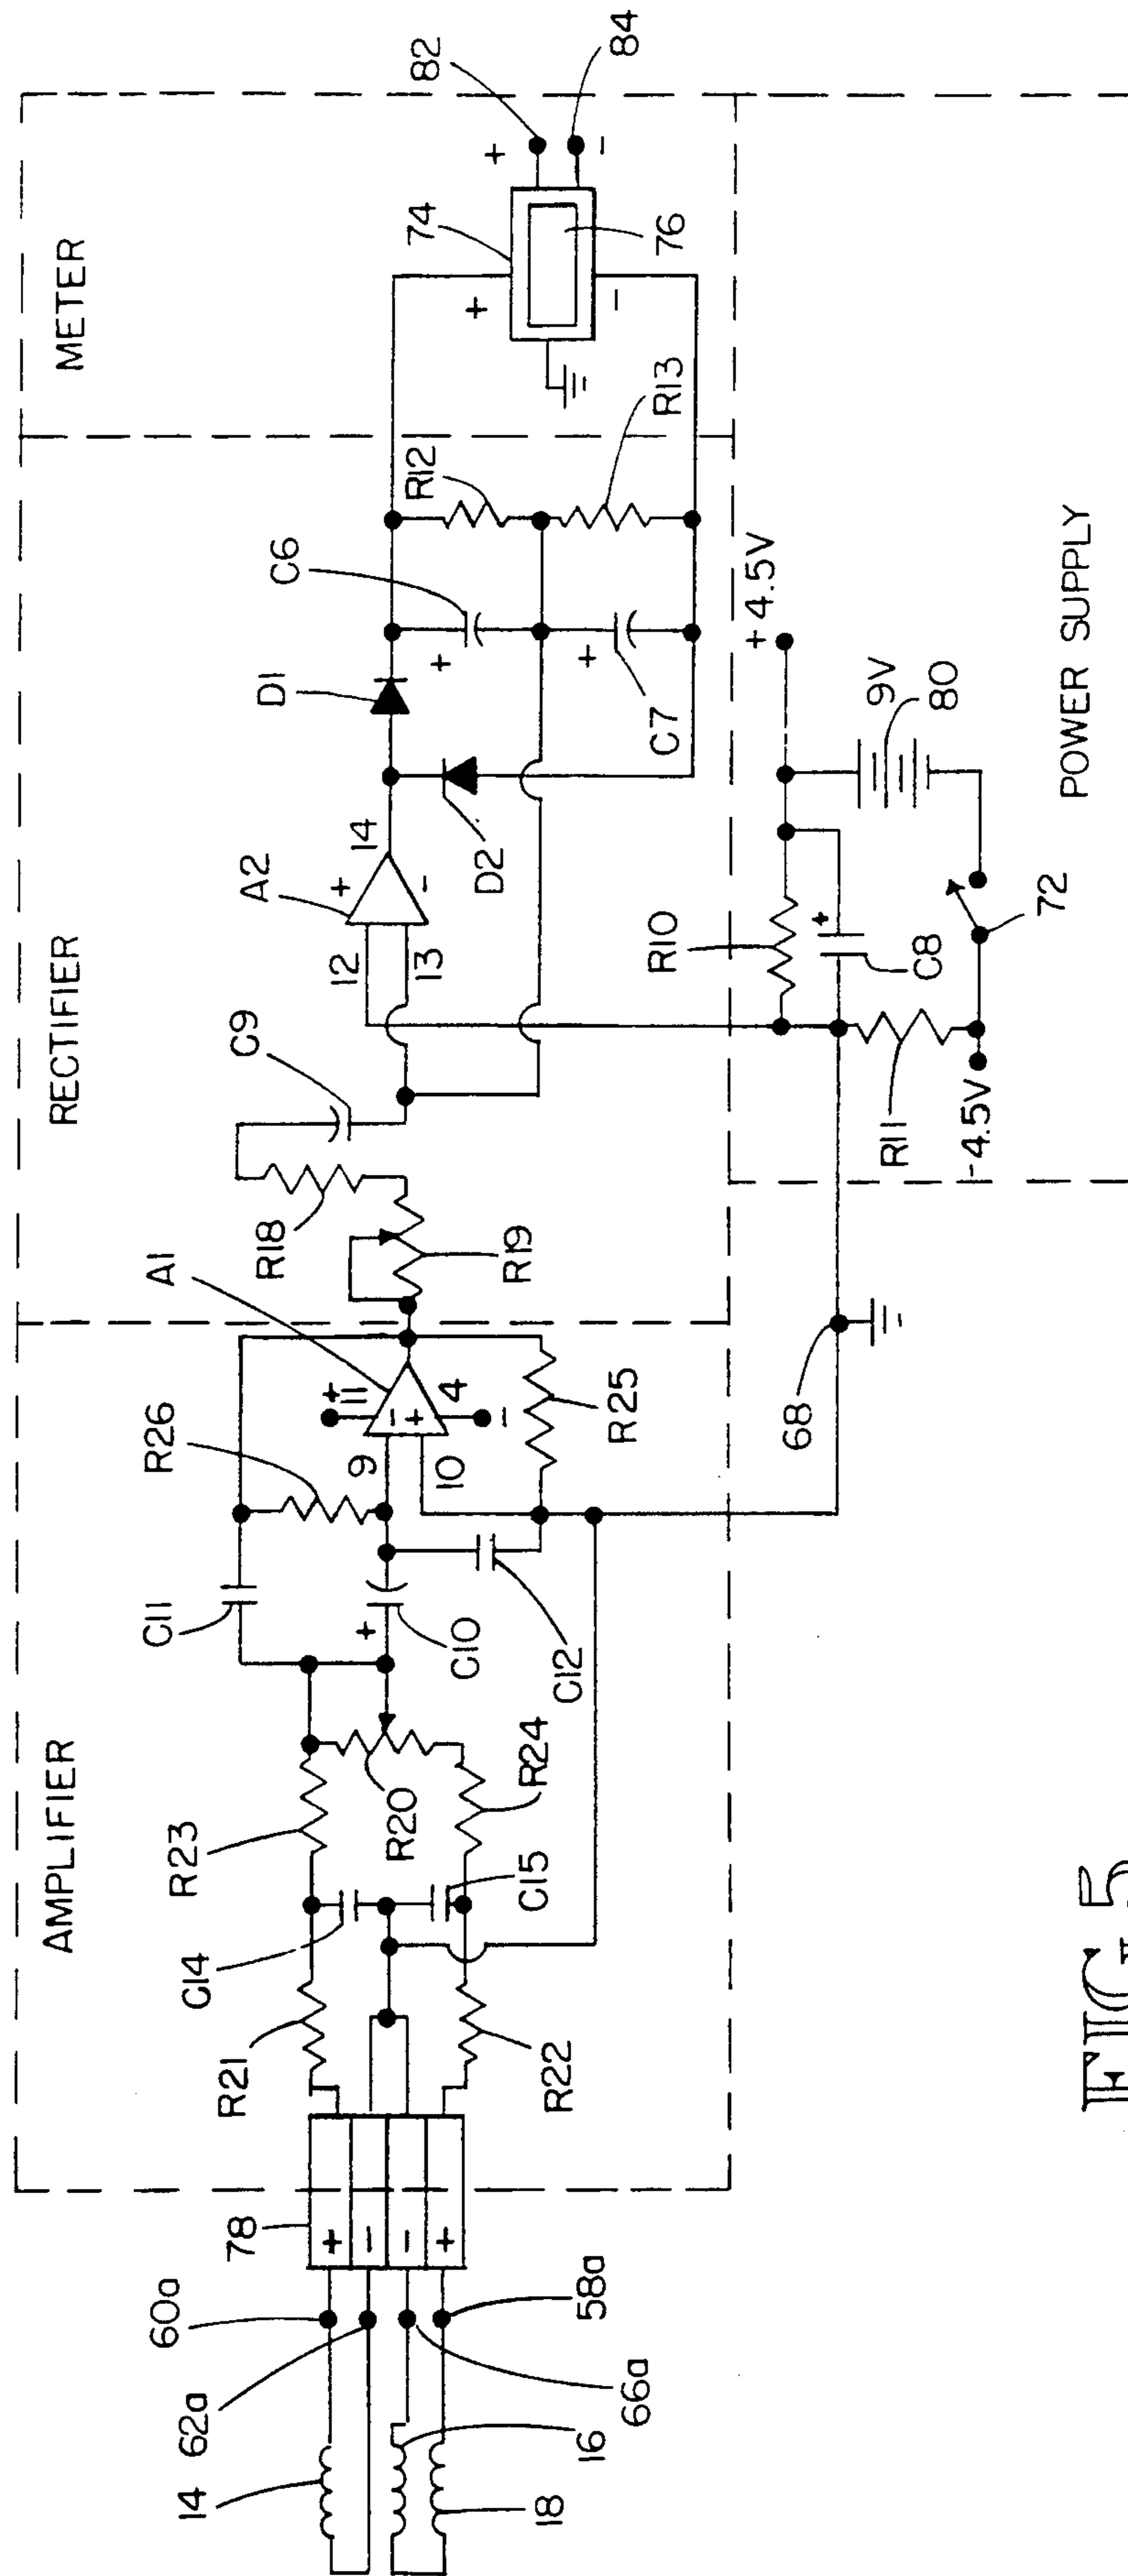 AMPLIFIER
RECTIFIER
METER
POWER SUPPLY
14
62a
60a
16
18
66a
58a
78
+
−
−
+
R21
C14
R23
R22
C15
R24
R20
C11
+
C10
C12
R26
9
10
−
+
+
11
4
−
A1
R25
R19
R18
C9
12
13
A2
+
−
14
D1
D2
C6
+
C7
+
R12
R13
74
+
−
76
+
82
−
84
68
R10
+
C8
R11
-4.5V
72
9V
80
+4.5V
FIG. 5